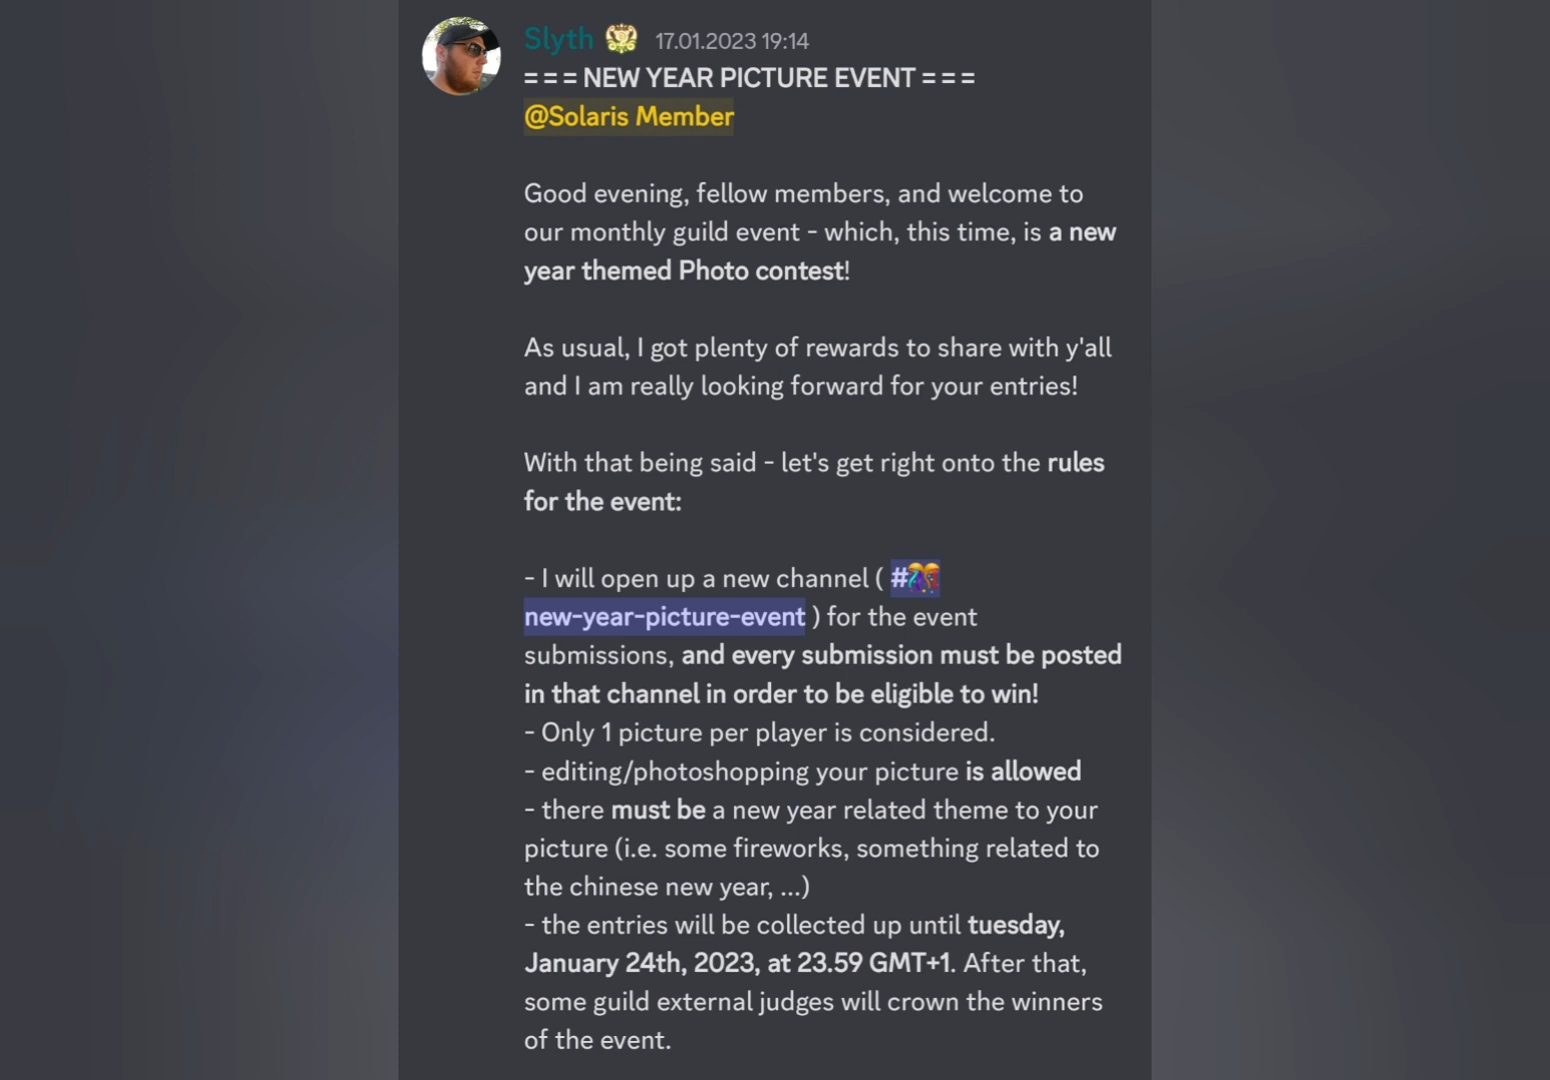 Slyth 17.01.2023 19:14
= = = NEW YEAR PICTURE EVENT = = =
@Solaris Member
Good evening, fellow members, and welcome to
our monthly guild event - which, this time, is a new
year themed Photo contest!
As usual, I got plenty of rewards to share with y'all
and I am really looking forward for your entries!
With that being said - let's get right onto the rules
for the event:
- I will open up a new channel ( #
new-year-picture-event ) for the event
submissions, and every submission must be posted
in that channel in order to be eligible to win!
- Only 1 picture per player is considered.
- editing/photoshopping your picture is allowed
- there must be a new year related theme to your
picture (i.e. some fireworks, something related to
the chinese new year, ...)
- the entries will be collected up until tuesday,
January 24th, 2023, at 23.59 GMT+1. After that,
some guild external judges will crown the winners
of the event.